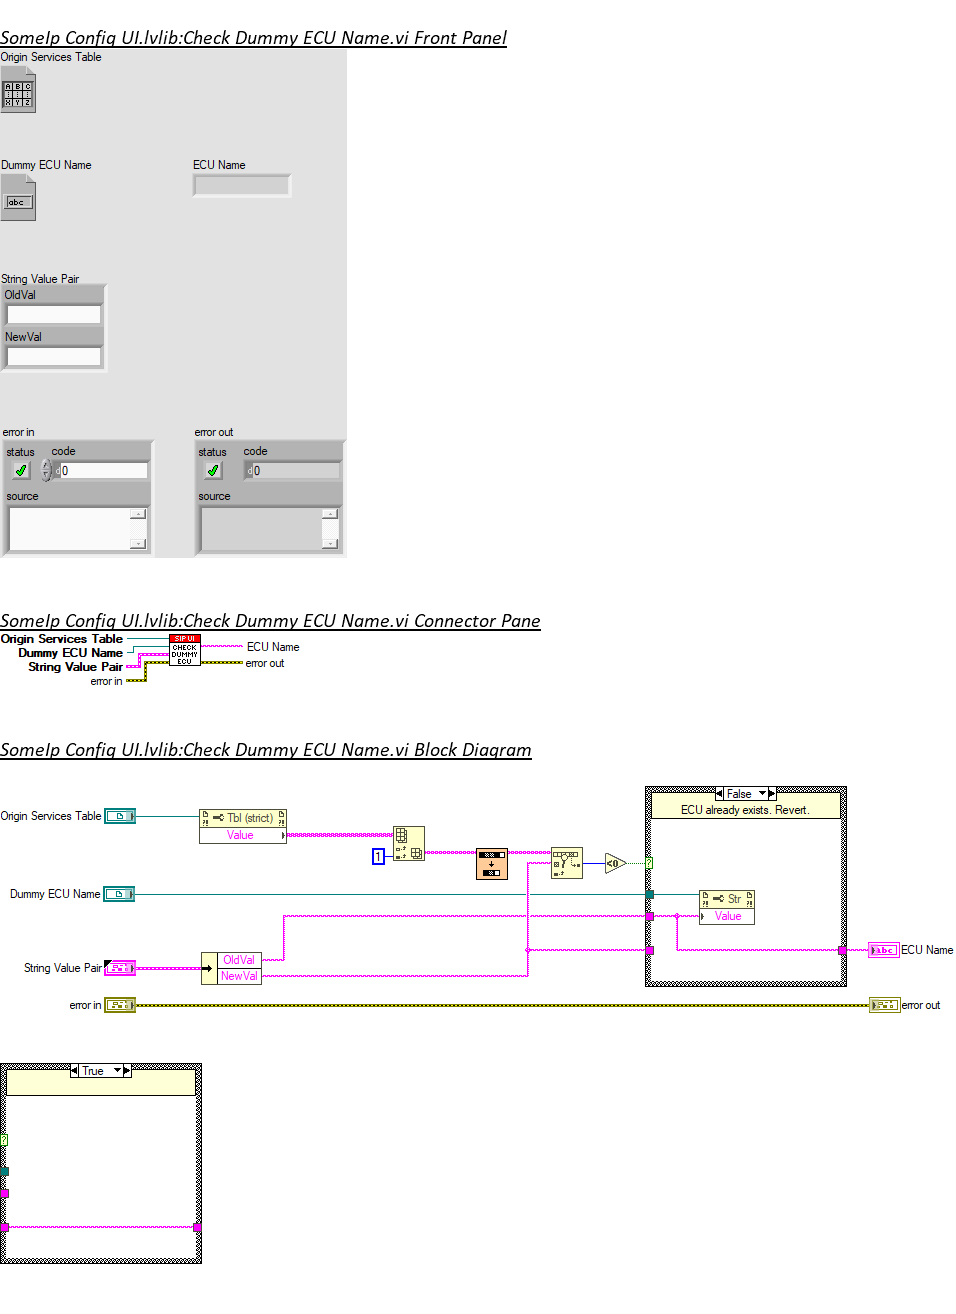 SomeIp Config UI.lvlib:Check Dummy ECU Name.vi Front Panel
Origin Services Table
A B C
X Y Z
Dummy ECU Name
ECU Name
abc
String Value Pair
OldVal
NewVal
error in
error out
status
code
status
code
d 0
d 0
source
source
SomeIp Config UI.lvlib:Check Dummy ECU Name.vi Connector Pane
Origin Services Table
Dummy ECU Name
String Value Pair
error in
SIP UI
CHECK
DUMMY
ECU
ECU Name
error out
SomeIp Config UI.lvlib:Check Dummy ECU Name.vi Block Diagram
False
ECU already exists. Revert.
Origin Services Table
Tbl (strict)
Value
1
<0
?
Dummy ECU Name
Str
Value
String Value Pair
OldVal
NewVal
abc
ECU Name
error in
error out
True
?